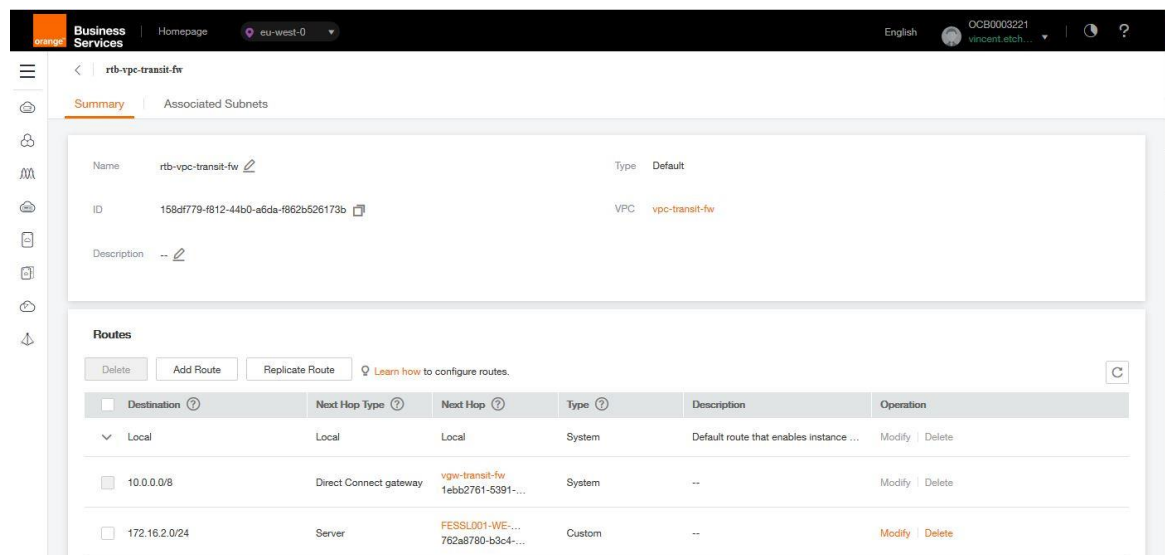 orange Business Services Homepage eu-west-0 English OCB0003221 vincent.etch... ?
rtb-vpc-transit-fw
Summary Associated Subnets
Name rtb-vpc-transit-fw Type Default
ID 158df779-f812-44b0-a6da-f862b526173b VPC vpc-transit-fw
Description --
Routes
Delete Add Route Replicate Route Learn how to configure routes.
Destination ? Next Hop Type ? Next Hop ? Type ? Description Operation
Local Local Local System Default route that enables instance ... Modify Delete
10.0.0.0/8 Direct Connect gateway vgw-transit-fw 1ebb2761-5391-... System -- Modify Delete
172.16.2.0/24 Server FESSL001-WE-... 762a8780-b3c4-... Custom -- Modify Delete